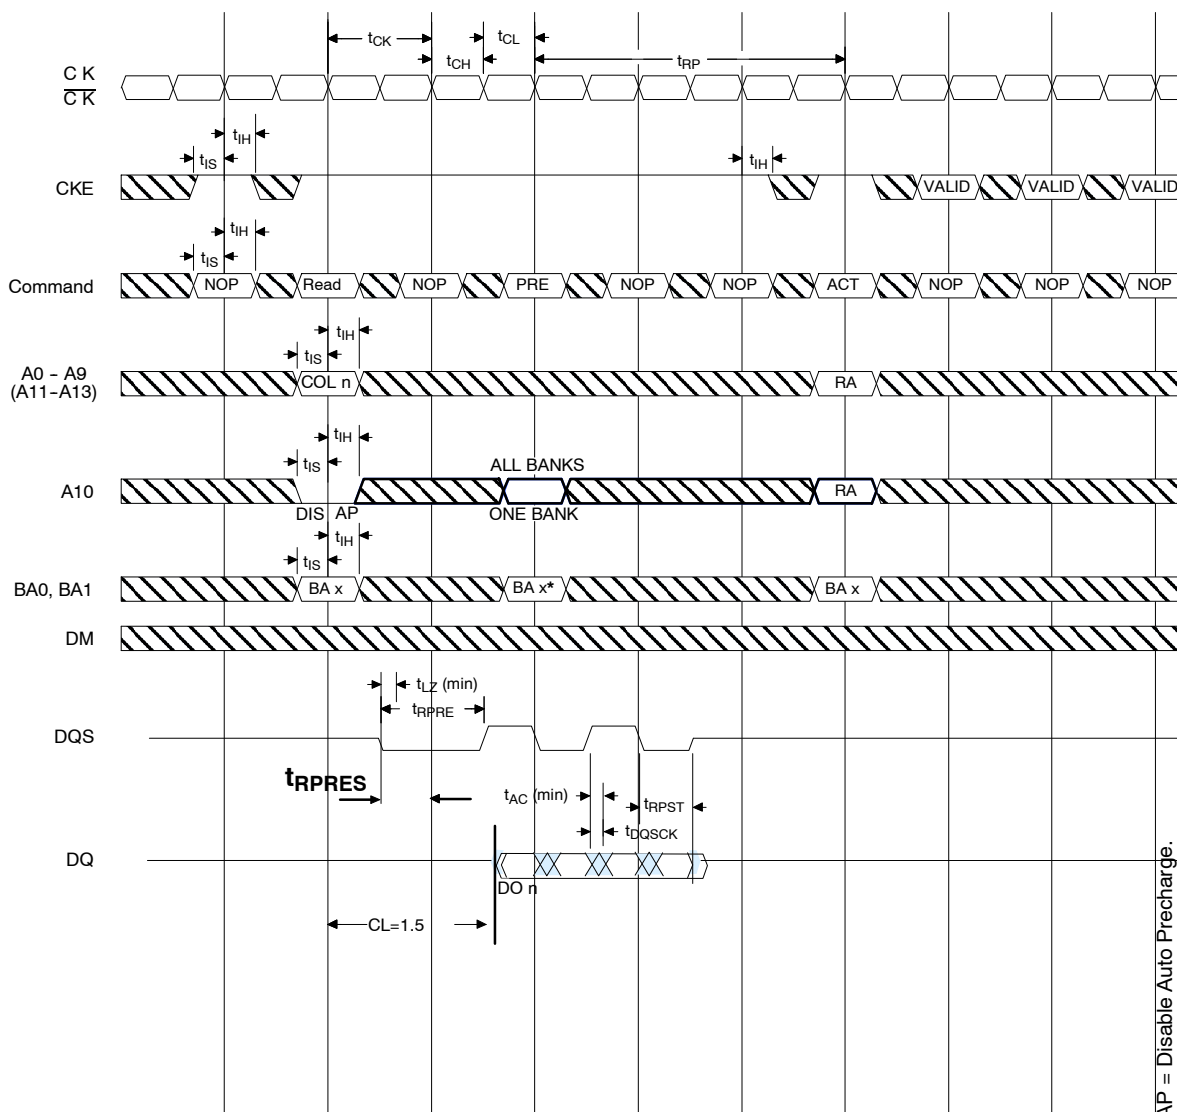 tCK
tCL
tCH
tRP
C K
C K
tIH
tIS
tIH
CKE
VALID
VALID
VALID
tIH
tIS
Command
NOP
Read
NOP
PRE
NOP
NOP
ACT
NOP
NOP
NOP
tIH
tIS
A0 - A9
(A11-A13)
COL n
RA
tIH
tIS
ALL BANKS
A10
RA
DIS AP
ONE BANK
tIH
tIS
BA0, BA1
BA x
BA x*
BA x
DM
tLZ (min)
tRPRE
DQS
tRPRES
tAC (min)
tRPST
tDQSCK
DQ
DO n
CL=1.5
AP = Disable Auto Precharge.